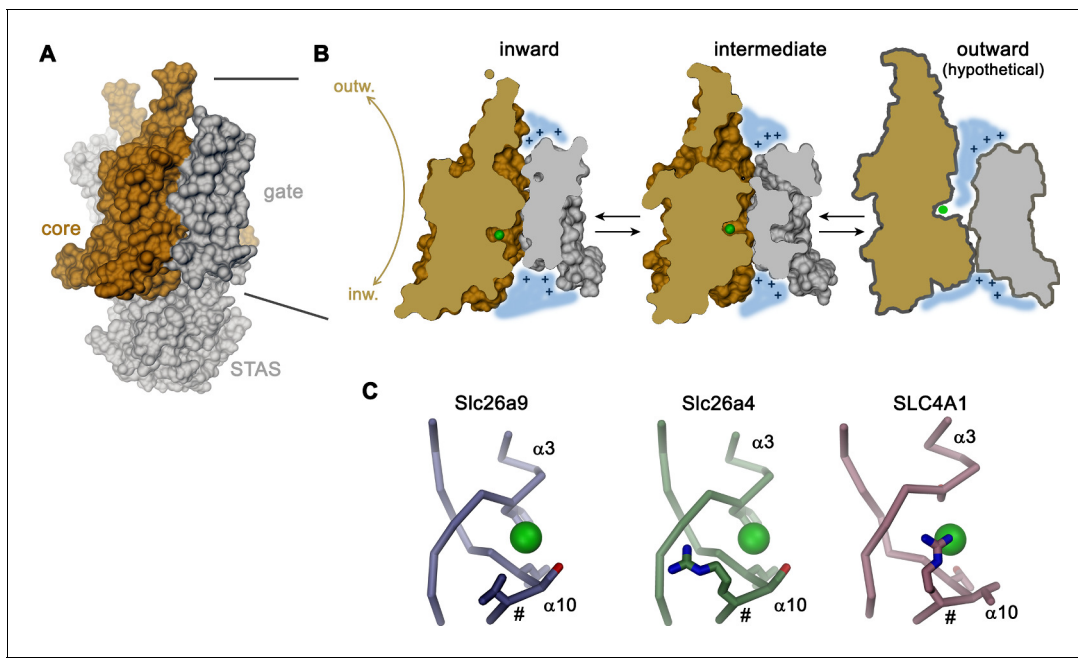 A
core
gate
STAS
B
inward
intermediate
outward
(hypothetical)
outw.
inw.
+ + +
+ + +
+ ++
+ + +
+ + +
+ + +
C
Slc26a9
Slc26a4
SLC4A1
α3
α3
α3
α10
α10
α10
#
#
#